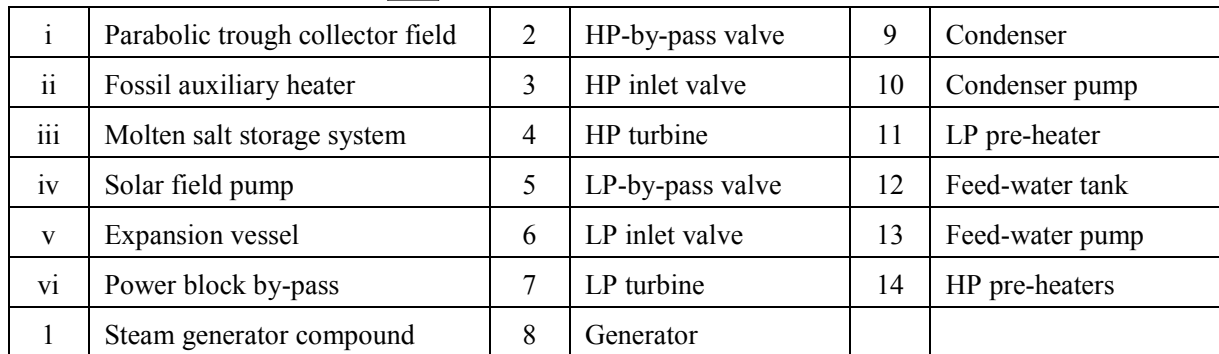 i Parabolic trough collector field 2 HP-by-pass valve 9 Condenser
ii Fossil auxiliary heater 3 HP inlet valve 10 Condenser pump
iii Molten salt storage system 4 HP turbine 11 LP pre-heater
iv Solar field pump 5 LP-by-pass valve 12 Feed-water tank
v Expansion vessel 6 LP inlet valve 13 Feed-water pump
vi Power block by-pass 7 LP turbine 14 HP pre-heaters
1 Steam generator compound 8 Generator